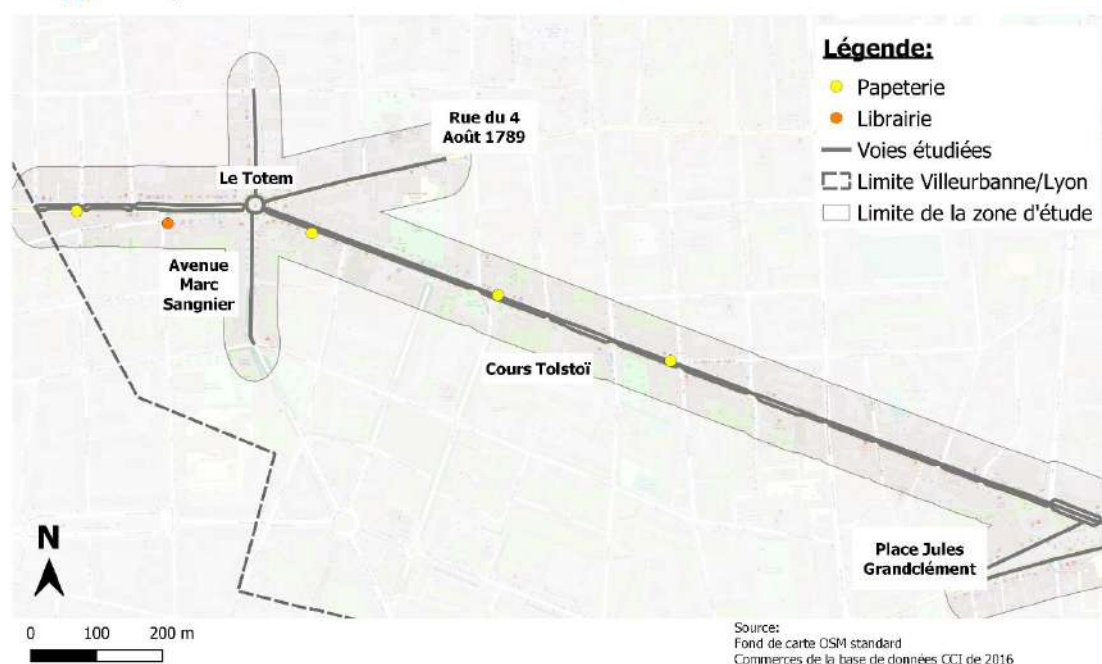 Légende:
Papeterie
Librairie
Voies étudiées
Limite Villeurbanne/Lyon
Limite de la zone d'étude
Rue du 4
Août 1789
Le Totem
Avenue
Marc
Sangnier
Cours Tolstoï
Place Jules
Grandclément
N
0 100 200 m
Source:
Fond de carte OSM standard
Commerces de la base de données CCI de 2016